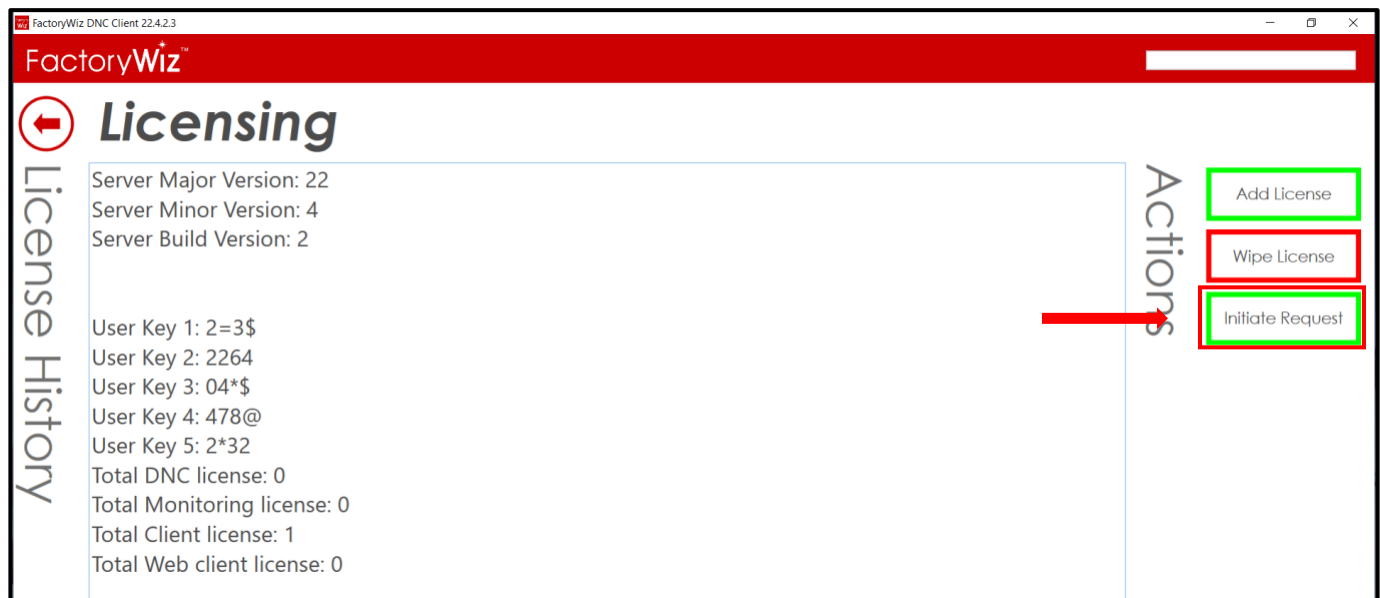 FactoryWiz DNC Client 22.4.2.3
FactoryWiz™
Licensing
License History
Server Major Version: 22
Server Minor Version: 4
Server Build Version: 2
User Key 1: 2=3$
User Key 2: 2264
User Key 3: 04*$
User Key 4: 478@
User Key 5: 2*32
Total DNC license: 0
Total Monitoring license: 0
Total Client license: 1
Total Web client license: 0
Actions
Add License
Wipe License
Initiate Request